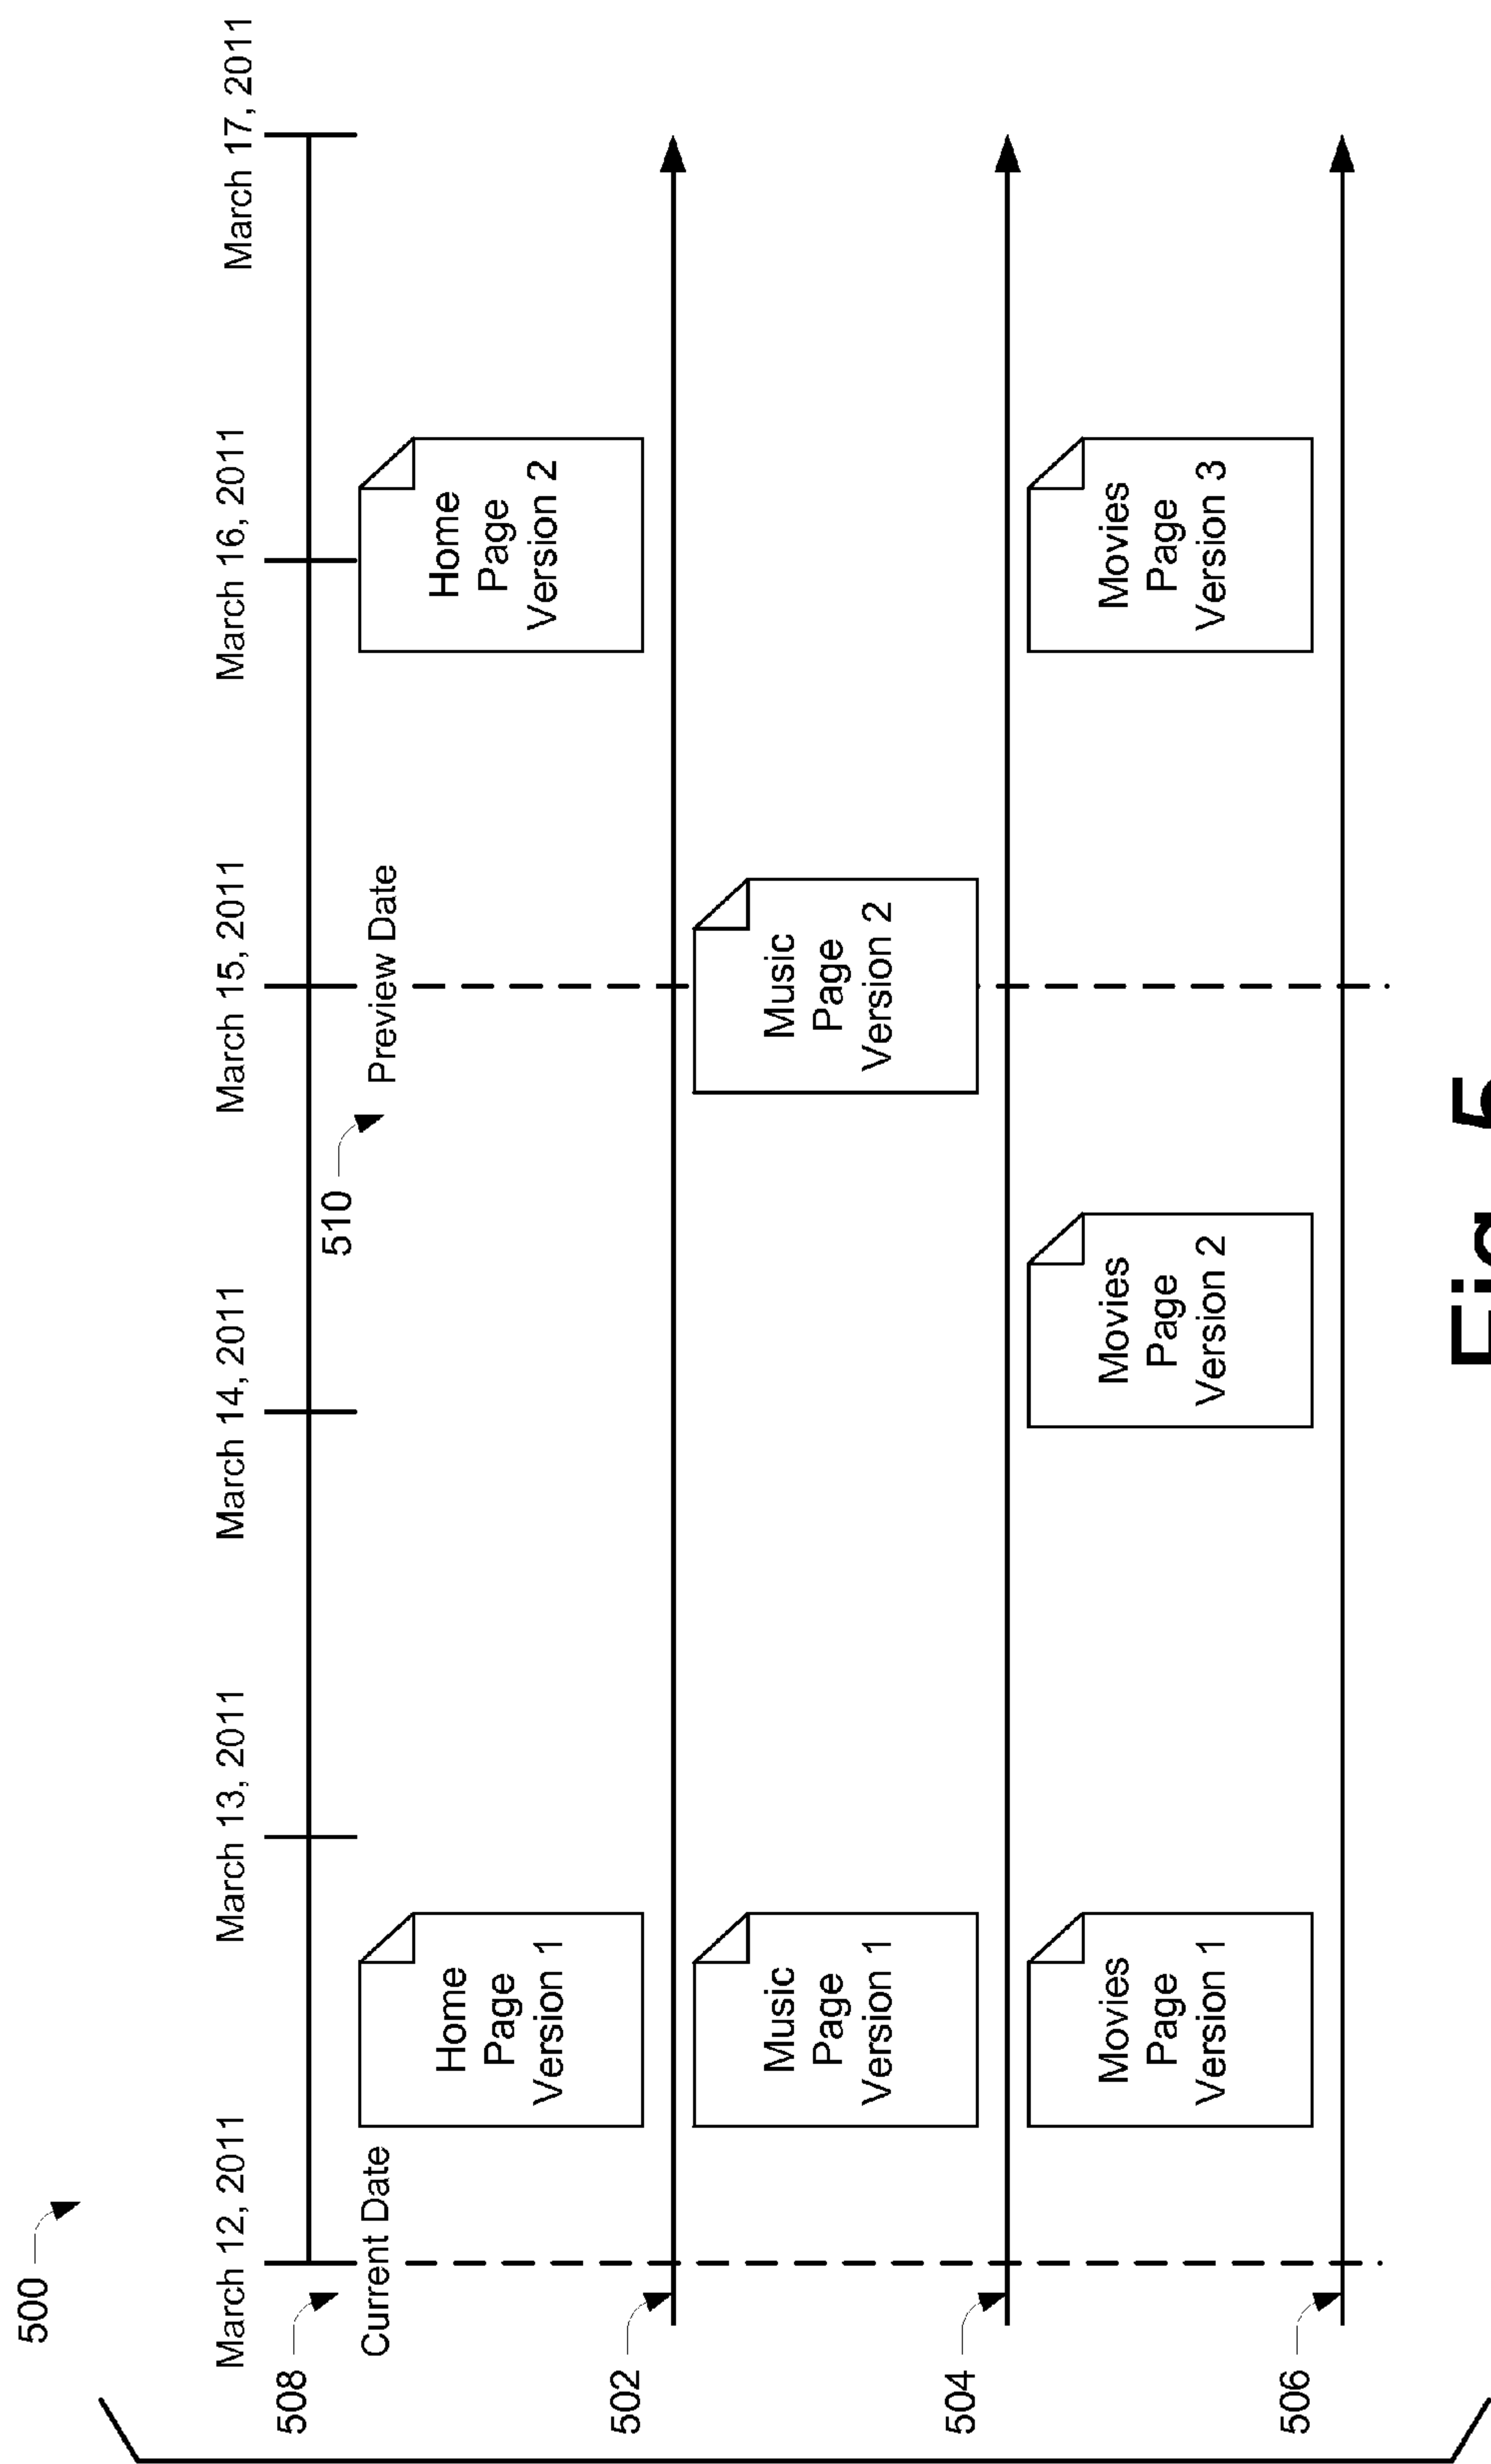 500
March 12, 2011
March 13, 2011
March 14, 2011
March 15, 2011
March 16, 2011
March 17, 2011
508
Current Date
510
Preview Date
Home
Page
Version 1
Home
Page
Version 2
502
Music
Page
Version 1
Music
Page
Version 2
504
Movies
Page
Version 1
Movies
Page
Version 2
Movies
Page
Version 3
506
Fig. 5